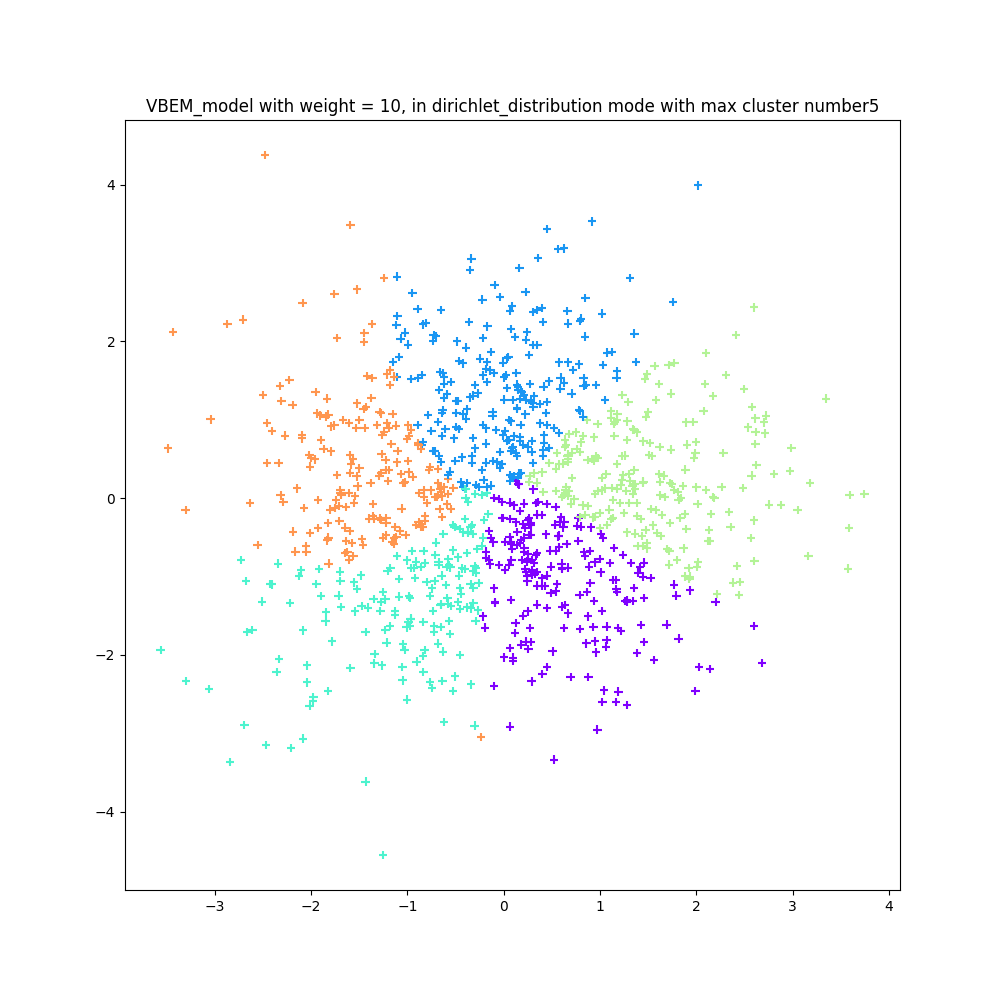 VBEM_model with weight = 10, in dirichlet_distribution mode with max cluster number5
4
2
0
−2
−4
−3 −2 −1 0 1 2 3 4